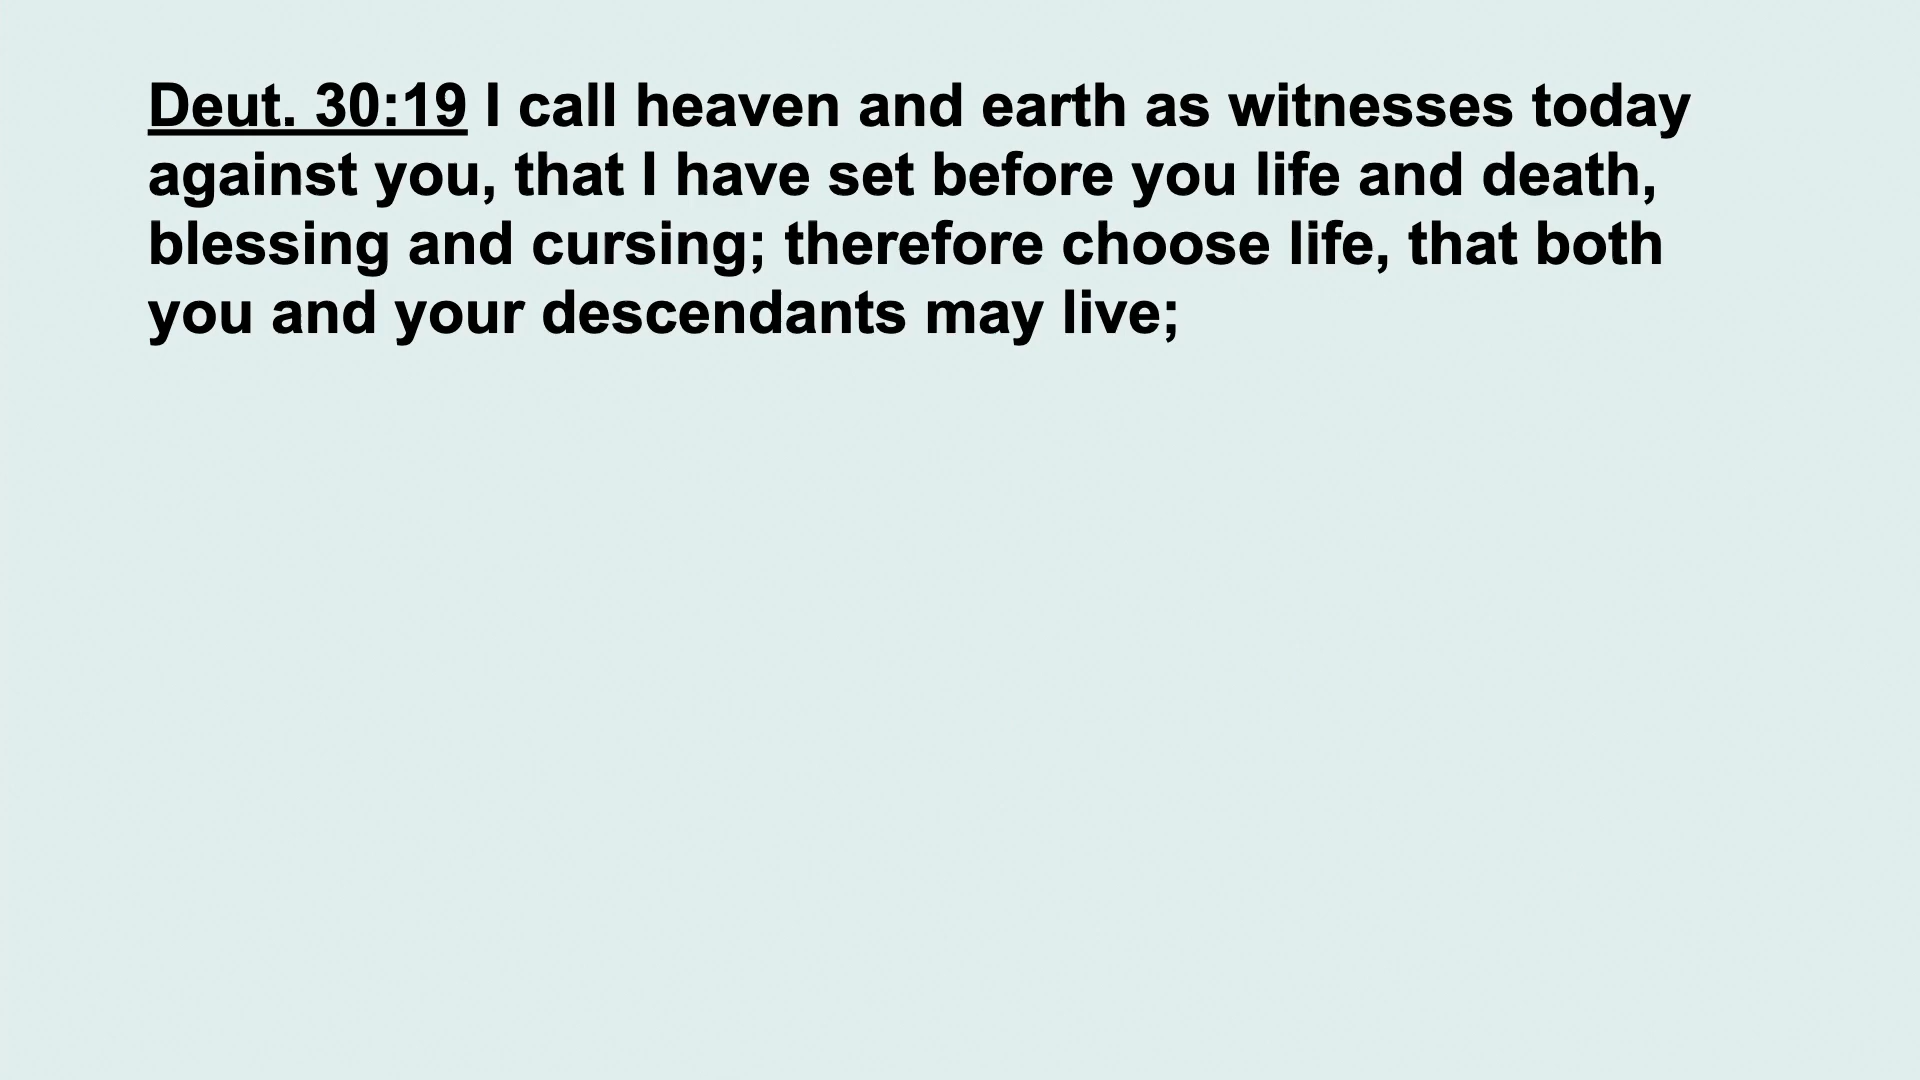 Deut. 30:19 I call heaven and earth as witnesses today
against you, that I have set before you life and death,
blessing and cursing; therefore choose life, that both
you and your descendants may live;